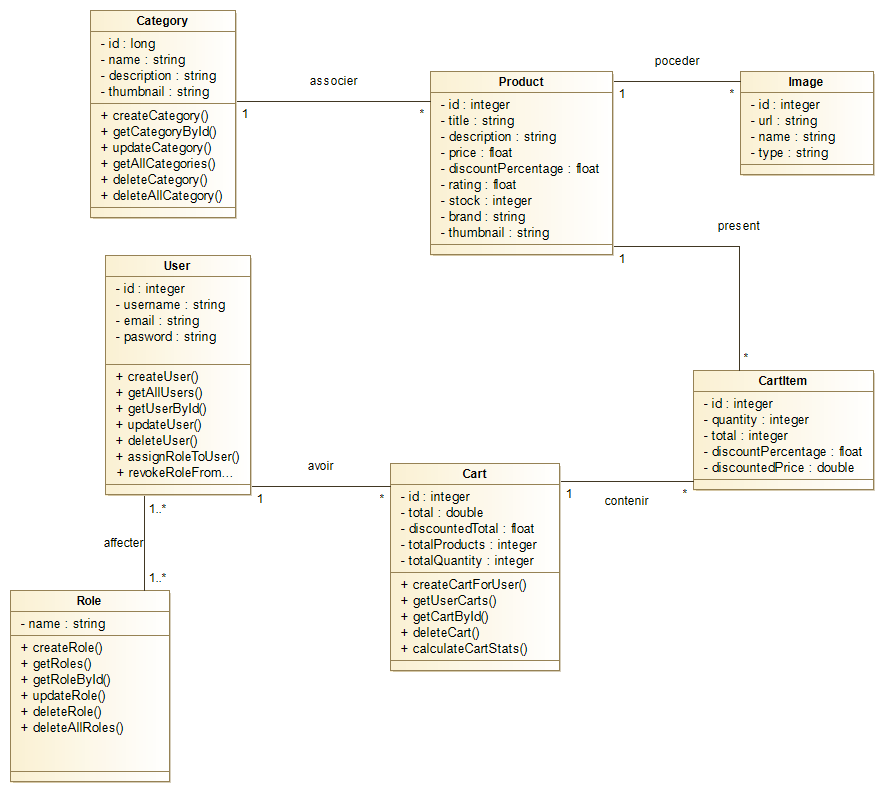 Category
- id : long
- name : string
- description : string
- thumbnail : string
+ createCategory()
+ getCategoryById()
+ updateCategory()
+ getAllCategories()
+ deleteCategory()
+ deleteAllCategory()
associer
1
*
Product
- id : integer
- title : string
- description : string
- price : float
- discountPercentage : float
- rating : float
- stock : integer
- brand : string
- thumbnail : string
poceder
1
*
Image
- id : integer
- url : string
- name : string
- type : string
present
1
*
User
- id : integer
- username : string
- email : string
- pasword : string
+ createUser()
+ getAllUsers()
+ getUserById()
+ updateUser()
+ deleteUser()
+ assignRoleToUser()
+ revokeRoleFrom...
avoir
1
*
Cart
- id : integer
- total : double
- discountedTotal : float
- totalProducts : integer
- totalQuantity : integer
+ createCartForUser()
+ getUserCarts()
+ getCartById()
+ deleteCart()
+ calculateCartStats()
1
contenir
*
CartItem
- id : integer
- quantity : integer
- total : integer
- discountPercentage : float
- discountedPrice : double
1..*
affecter
1..*
Role
- name : string
+ createRole()
+ getRoles()
+ getRoleById()
+ updateRole()
+ deleteRole()
+ deleteAllRoles()